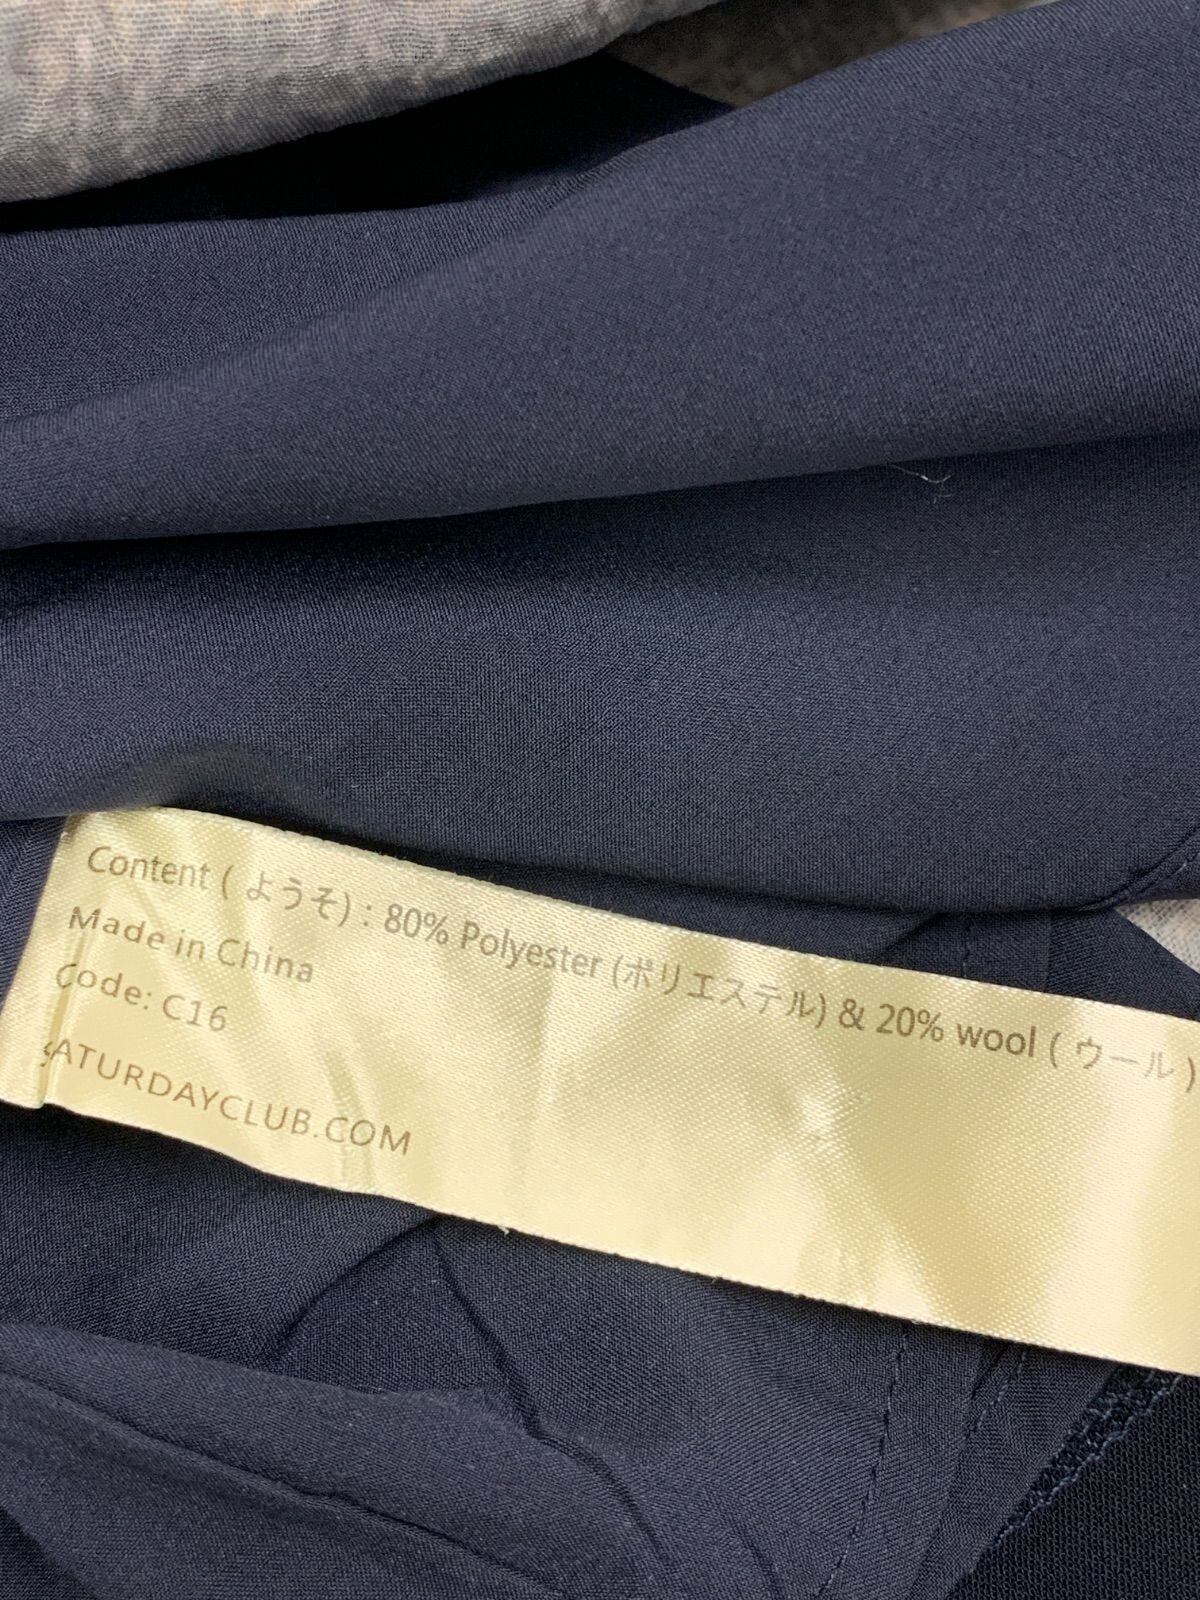 Content ( ようそ) : 80% Polyester (ポリエステル) & 20% wool ( ウール )
Made in China
Code: C16
SATURDAYCLUB.COM